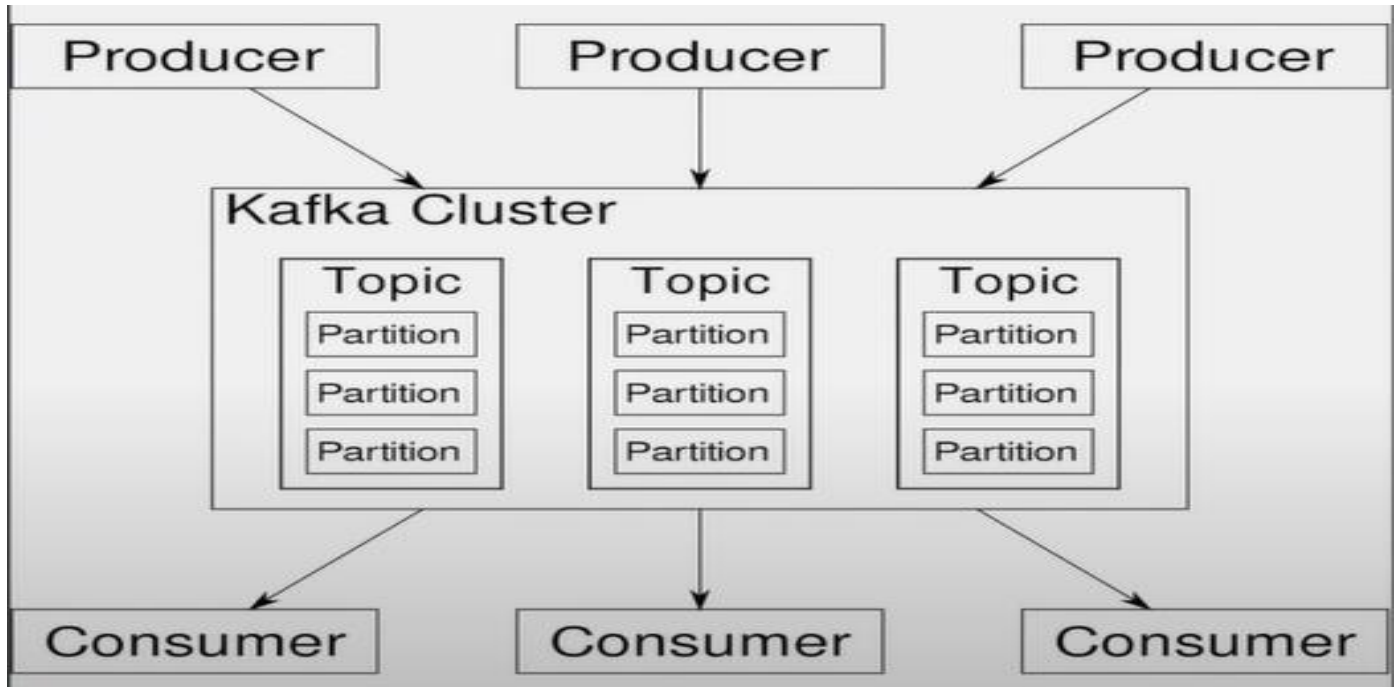 Producer
Producer
Producer
Kafka Cluster
Topic
Partition
Partition
Partition
Topic
Partition
Partition
Partition
Topic
Partition
Partition
Partition
Consumer
Consumer
Consumer